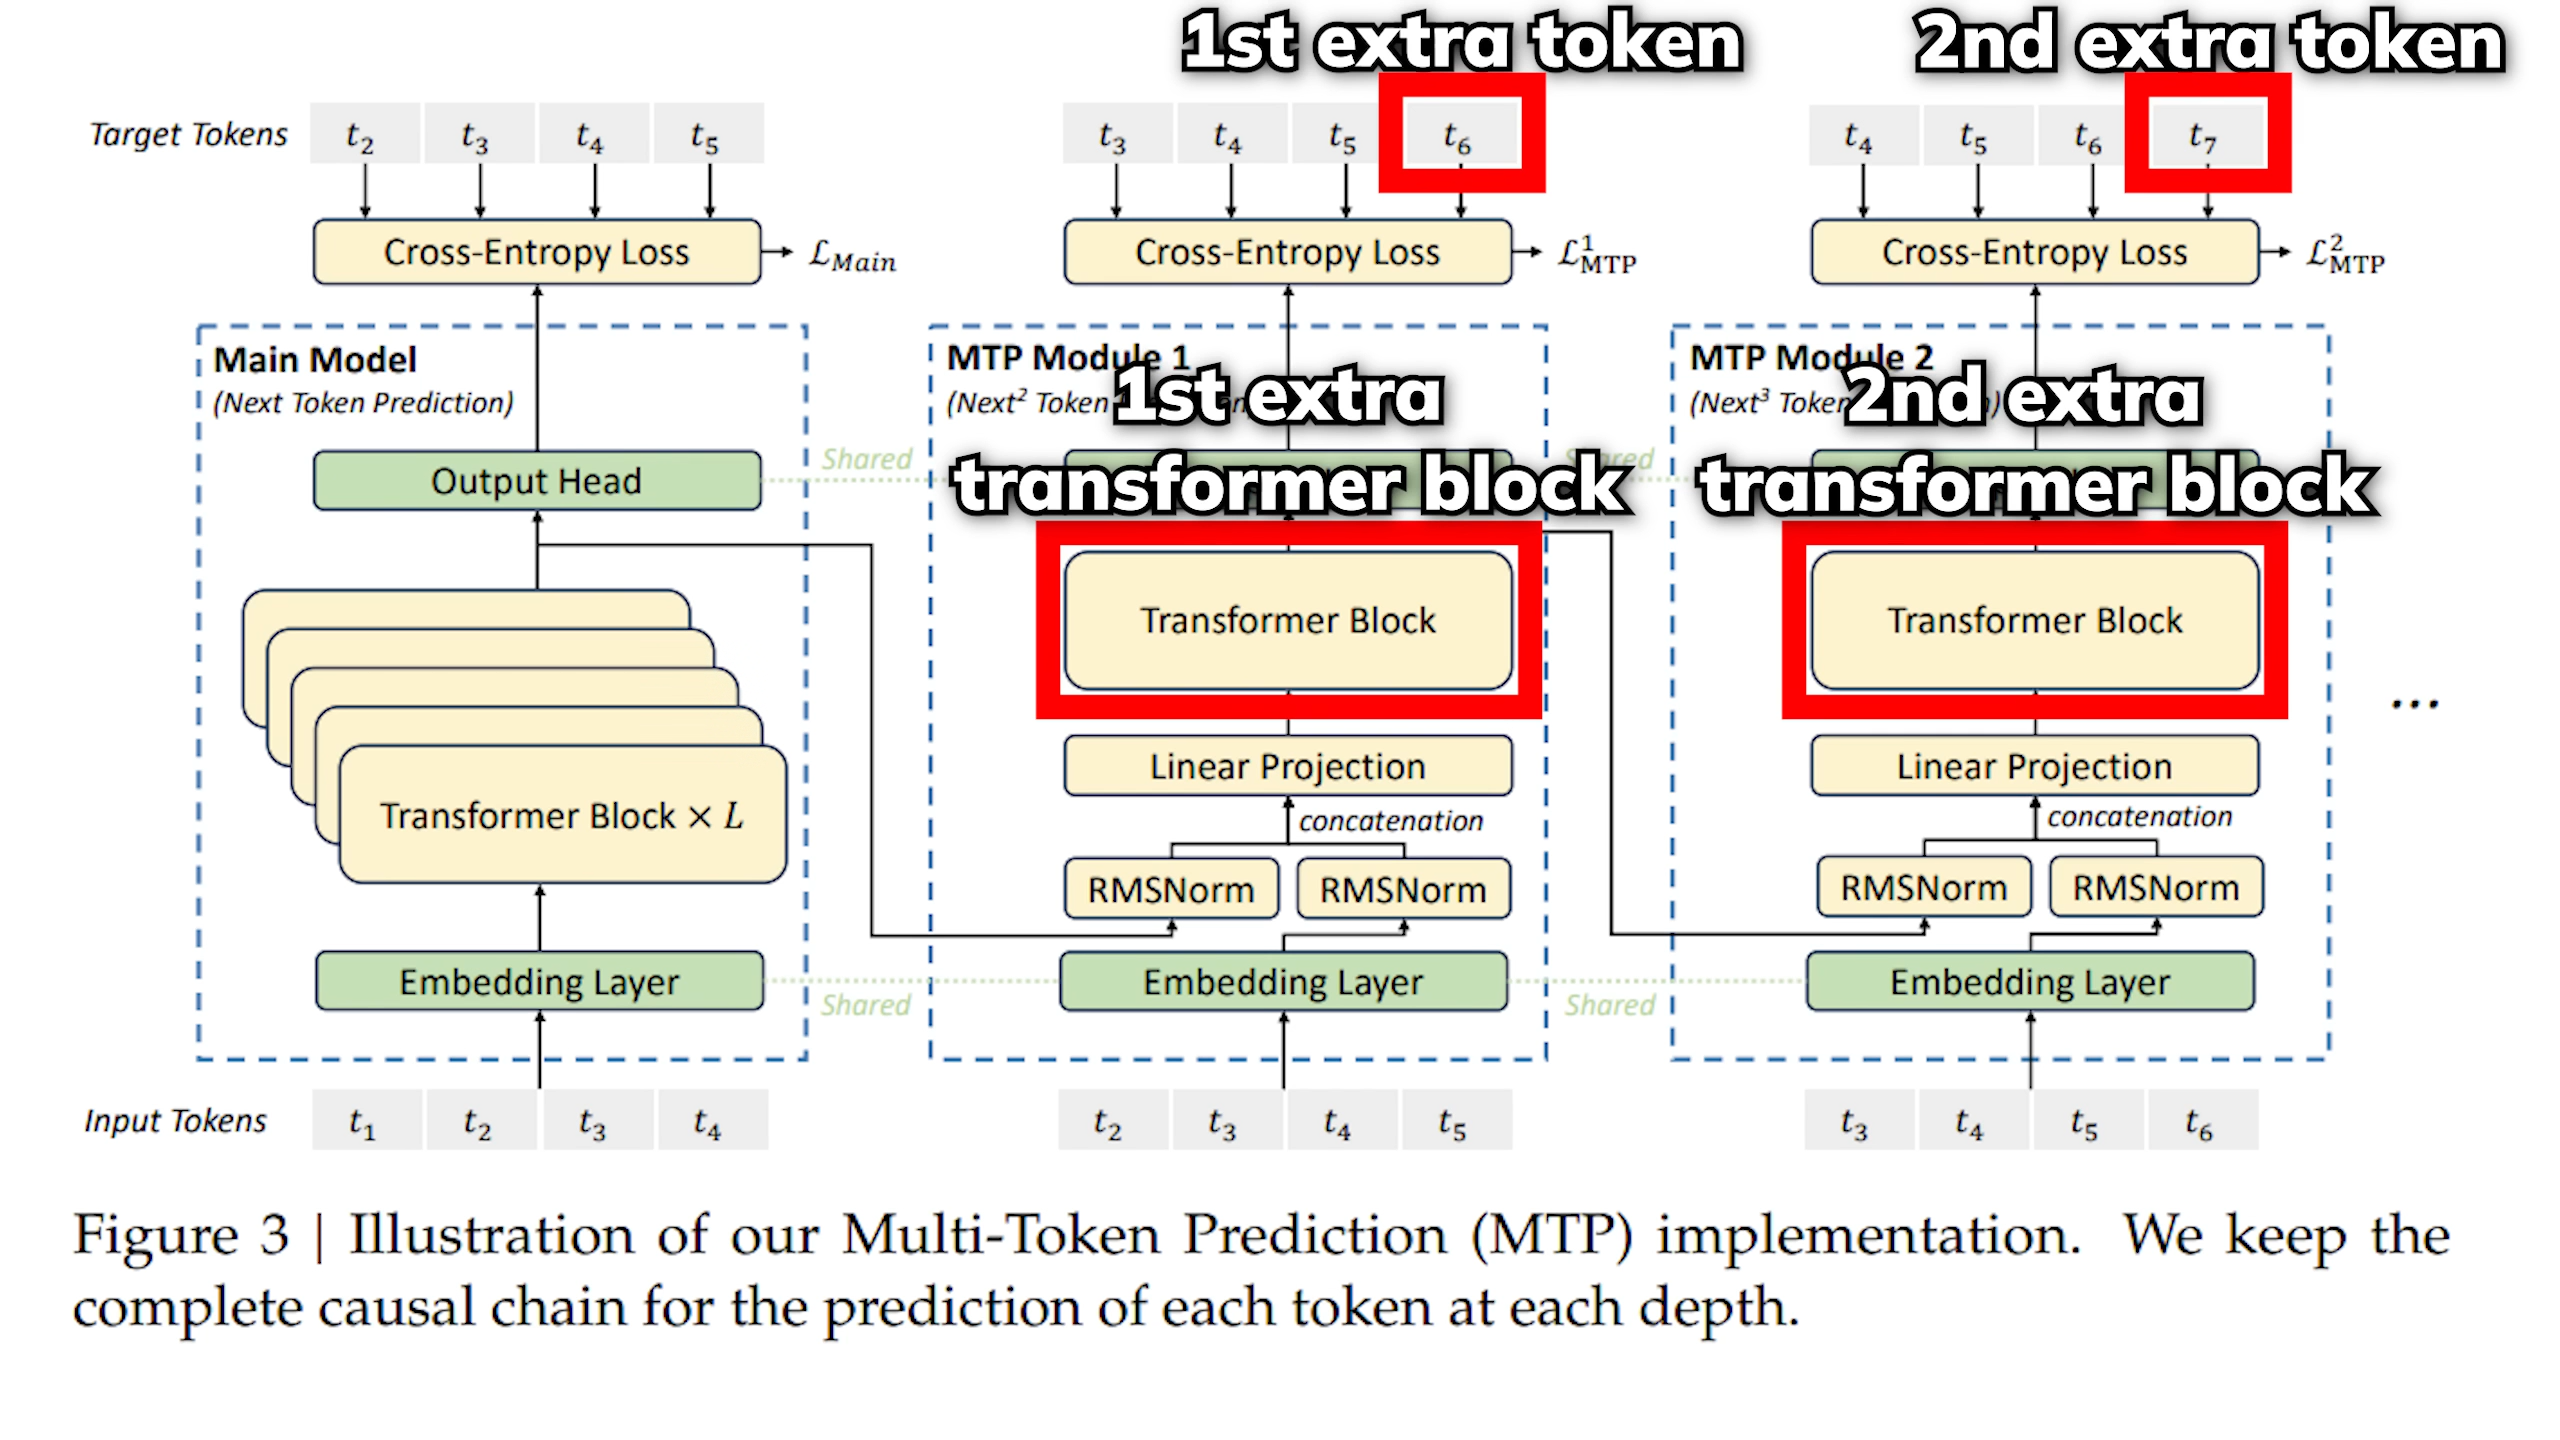 1st extra token 2nd extra token
Target Tokens t2 t3 t4 t5 t3 t4 t5 t6 t4 t5 t6 t7
Cross-Entropy Loss ℒMain Cross-Entropy Loss ℒ1MTP Cross-Entropy Loss ℒ2MTP
Main Model MTP Module 1 MTP Module 2
(Next Token Prediction) (Next2 Token (Next3 Token
1st extra 2nd extra
Shared
Output Head transformer block transformer block
Transformer Block Transformer Block
...
Linear Projection Linear Projection
Transformer Block × L concatenation concatenation
RMSNorm RMSNorm RMSNorm RMSNorm
Embedding Layer Embedding Layer Embedding Layer
Shared Shared
Input Tokens t1 t2 t3 t4 t2 t3 t4 t5 t3 t4 t5 t6
Figure 3 | Illustration of our Multi-Token Prediction (MTP) implementation. We keep the
complete causal chain for the prediction of each token at each depth.